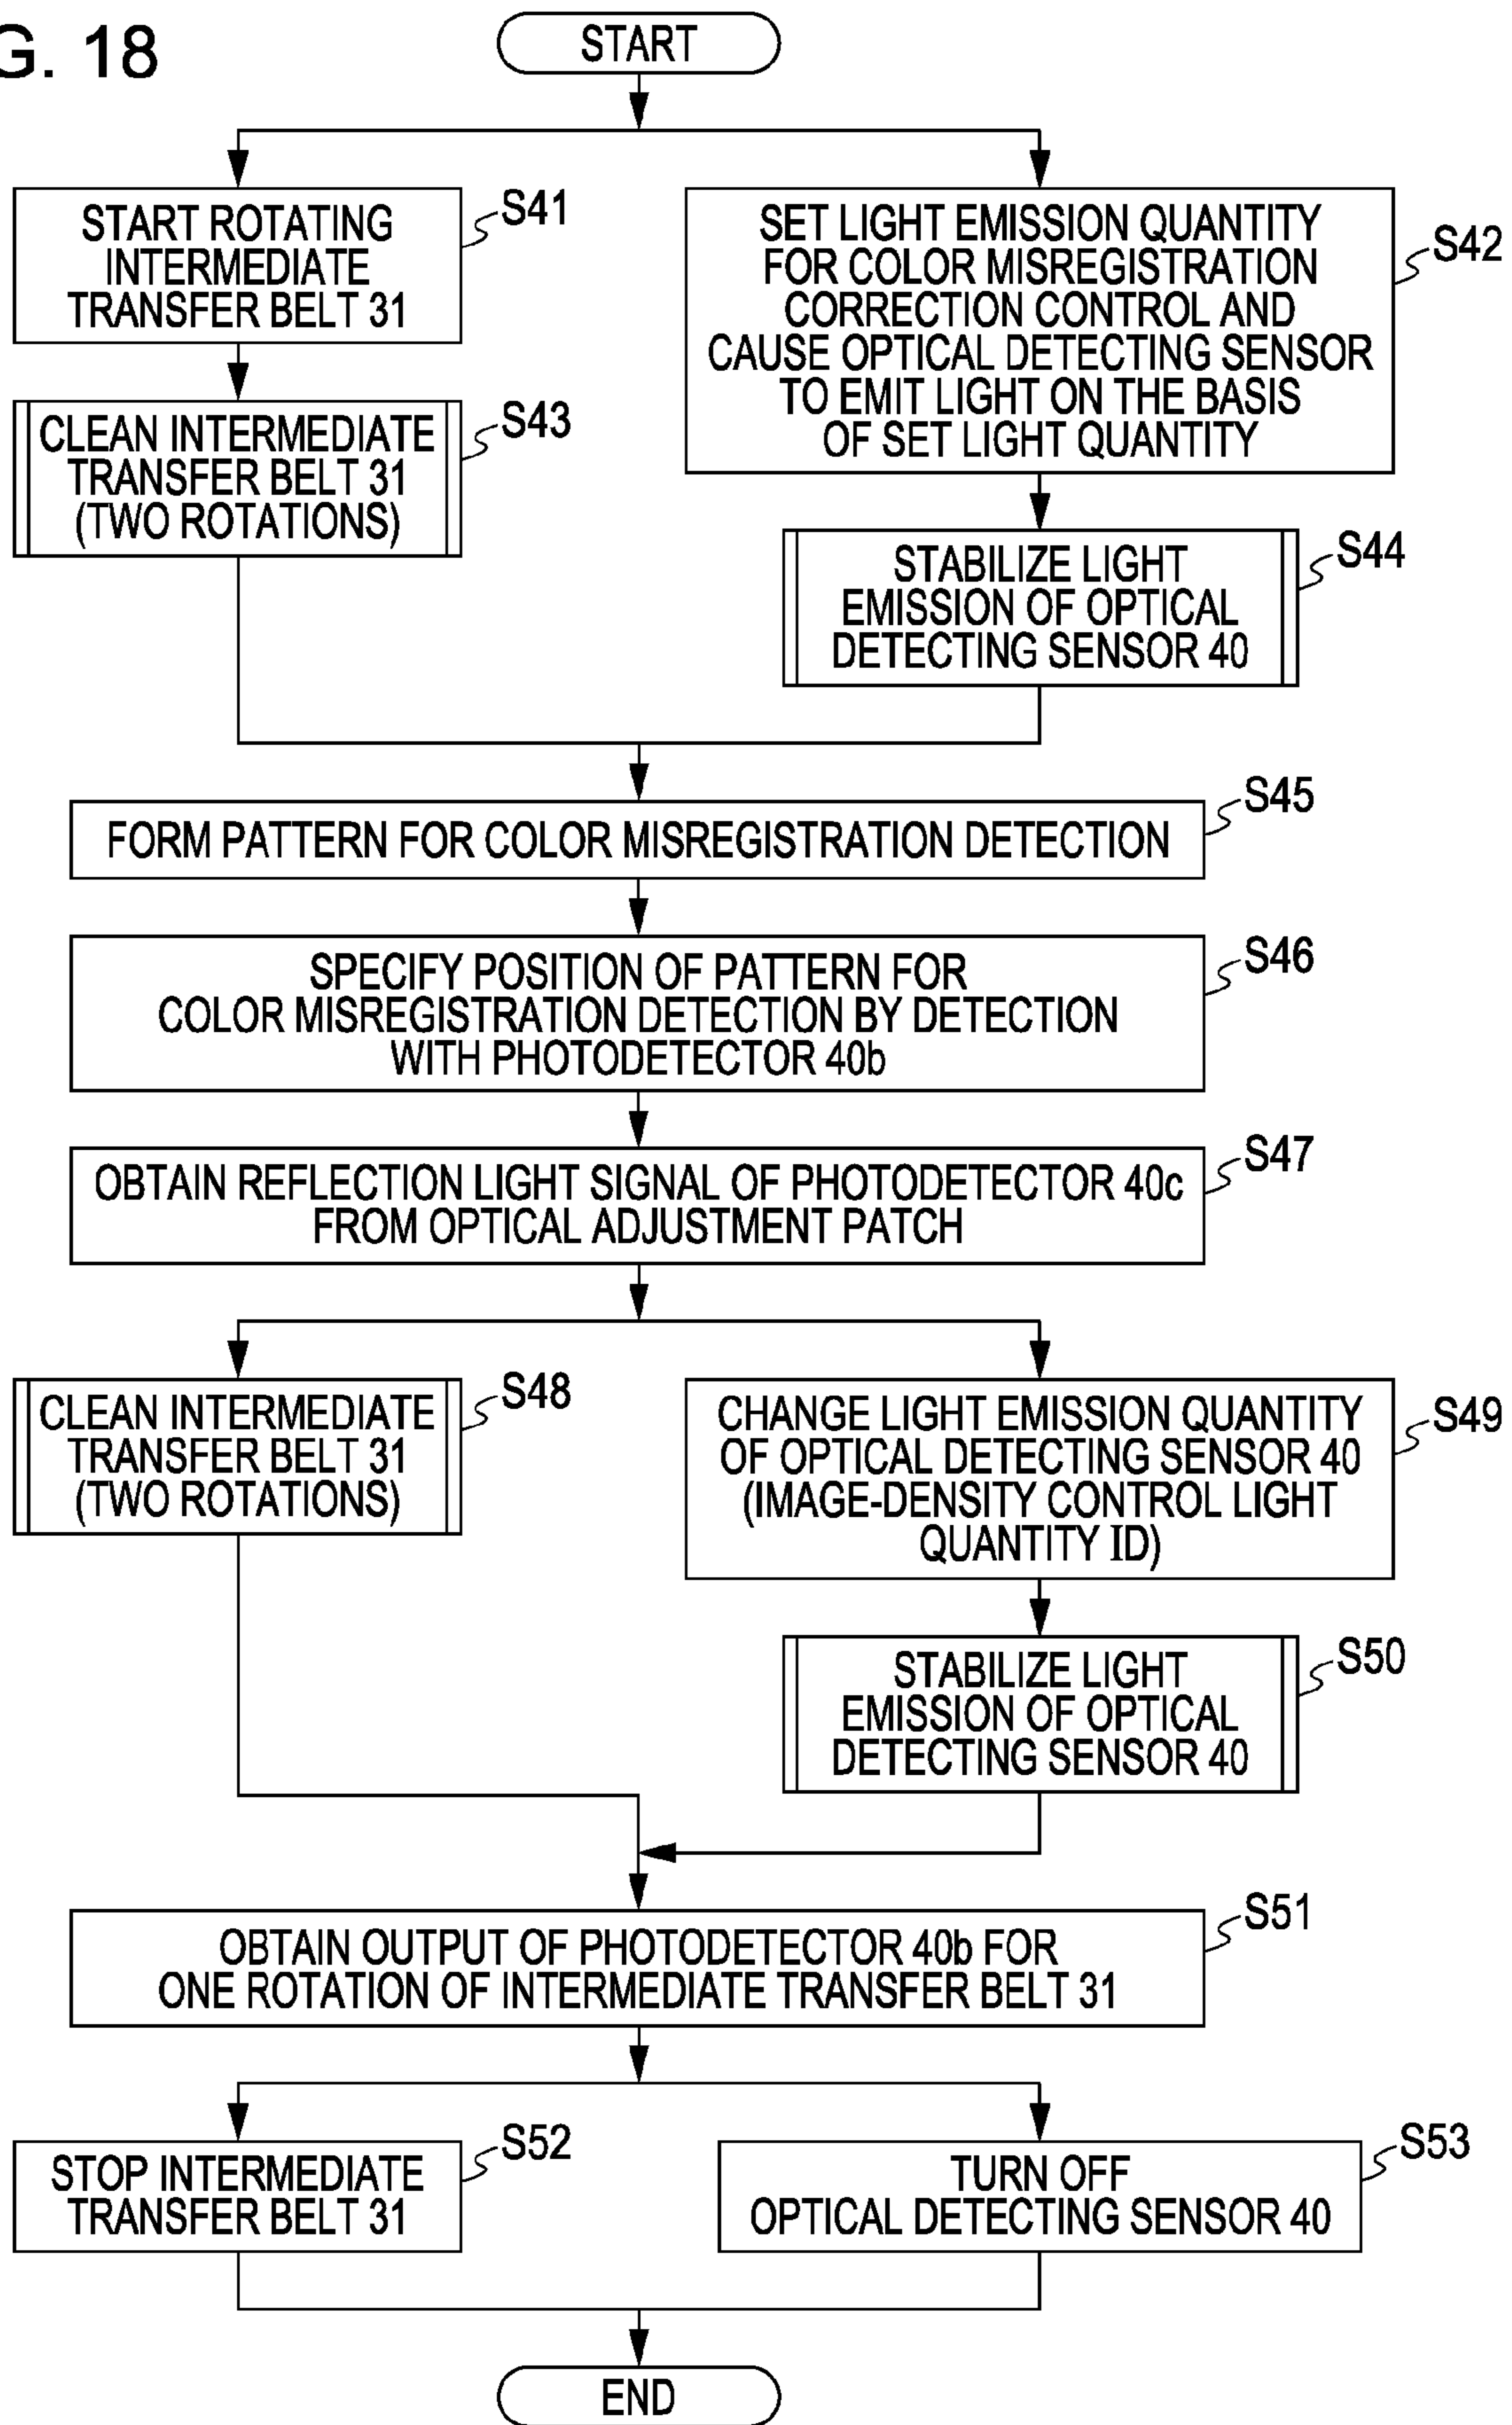 G. 18
START
START ROTATING
INTERMEDIATE
TRANSFER BELT 31
S41
SET LIGHT EMISSION QUANTITY
FOR COLOR MISREGISTRATION
CORRECTION CONTROL AND
CAUSE OPTICAL DETECTING SENSOR
TO EMIT LIGHT ON THE BASIS
OF SET LIGHT QUANTITY
S42
CLEAN INTERMEDIATE
TRANSFER BELT 31
(TWO ROTATIONS)
S43
STABILIZE LIGHT
EMISSION OF OPTICAL
DETECTING SENSOR 40
S44
FORM PATTERN FOR COLOR MISREGISTRATION DETECTION
S45
SPECIFY POSITION OF PATTERN FOR
COLOR MISREGISTRATION DETECTION BY DETECTION
WITH PHOTODETECTOR 40b
S46
OBTAIN REFLECTION LIGHT SIGNAL OF PHOTODETECTOR 40c
FROM OPTICAL ADJUSTMENT PATCH
S47
CLEAN INTERMEDIATE
TRANSFER BELT 31
(TWO ROTATIONS)
S48
CHANGE LIGHT EMISSION QUANTITY
OF OPTICAL DETECTING SENSOR 40
(IMAGE-DENSITY CONTROL LIGHT
QUANTITY ID)
S49
STABILIZE LIGHT
EMISSION OF OPTICAL
DETECTING SENSOR 40
S50
OBTAIN OUTPUT OF PHOTODETECTOR 40b FOR
ONE ROTATION OF INTERMEDIATE TRANSFER BELT 31
S51
STOP INTERMEDIATE
TRANSFER BELT 31
S52
TURN OFF
OPTICAL DETECTING SENSOR 40
S53
END